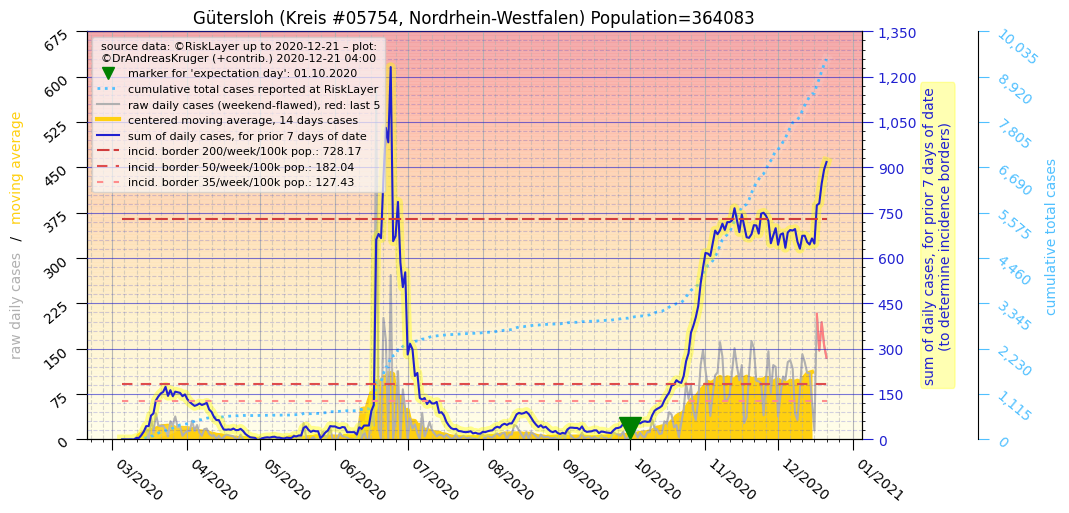 Gütersloh (Kreis #05754, Nordrhein-Westfalen) Population=364083
source data: ©RiskLayer up to 2020-12-21 – plot:
©DrAndreasKruger (+contrib.) 2020-12-21 04:00
marker for 'expectation day': 01.10.2020
cumulative total cases reported at RiskLayer
raw daily cases (weekend-flawed), red: last 5
centered moving average, 14 days cases
sum of daily cases, for prior 7 days of date
incid. border 200/week/100k pop.: 728.17
incid. border 50/week/100k pop.: 182.04
incid. border 35/week/100k pop.: 127.43
raw daily cases / moving average
675
600
525
450
375
300
225
150
75
0
03/2020
04/2020
05/2020
06/2020
07/2020
08/2020
09/2020
10/2020
11/2020
12/2020
01/2021
1,350
1,200
1,050
900
750
600
450
300
150
0
sum of daily cases, for prior 7 days of date
(to determine incidence borders)
10,035
8,920
7,805
6,690
5,575
4,460
3,345
2,230
1,115
0
cumulative total cases